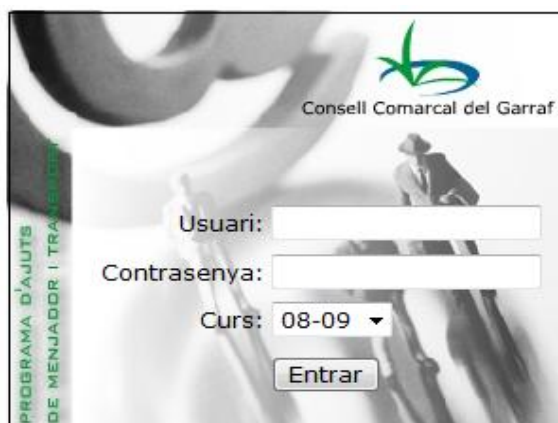 Consell Comarcal del Garraf
PROGRAMA D'AJUTS
DE MENJADOR I TRANSPORT
Usuari:
Contrasenya:
Curs: 08-09
Entrar